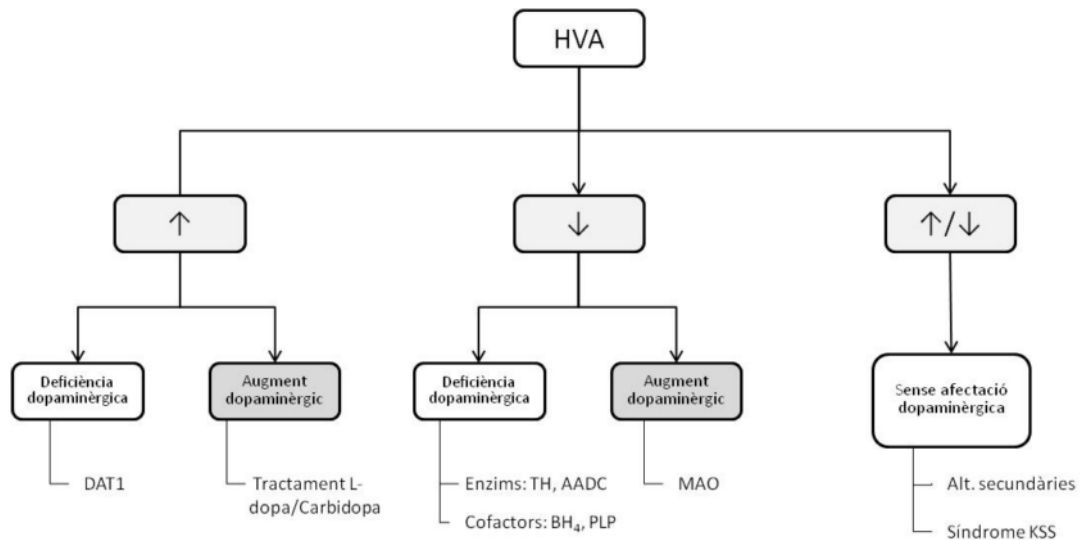 HVA
↑
↓
↑/↓
Deficiència
dopaminèrgica
Augment
dopaminèrgic
Deficiència
dopaminèrgica
Augment
dopaminèrgic
Sense afectació
dopaminèrgica
DAT1
Tractament L-
dopa/Carbidopa
Enzims: TH, AADC
Cofactors: BH₄, PLP
MAO
Alt. secundàries
Síndrome KSS